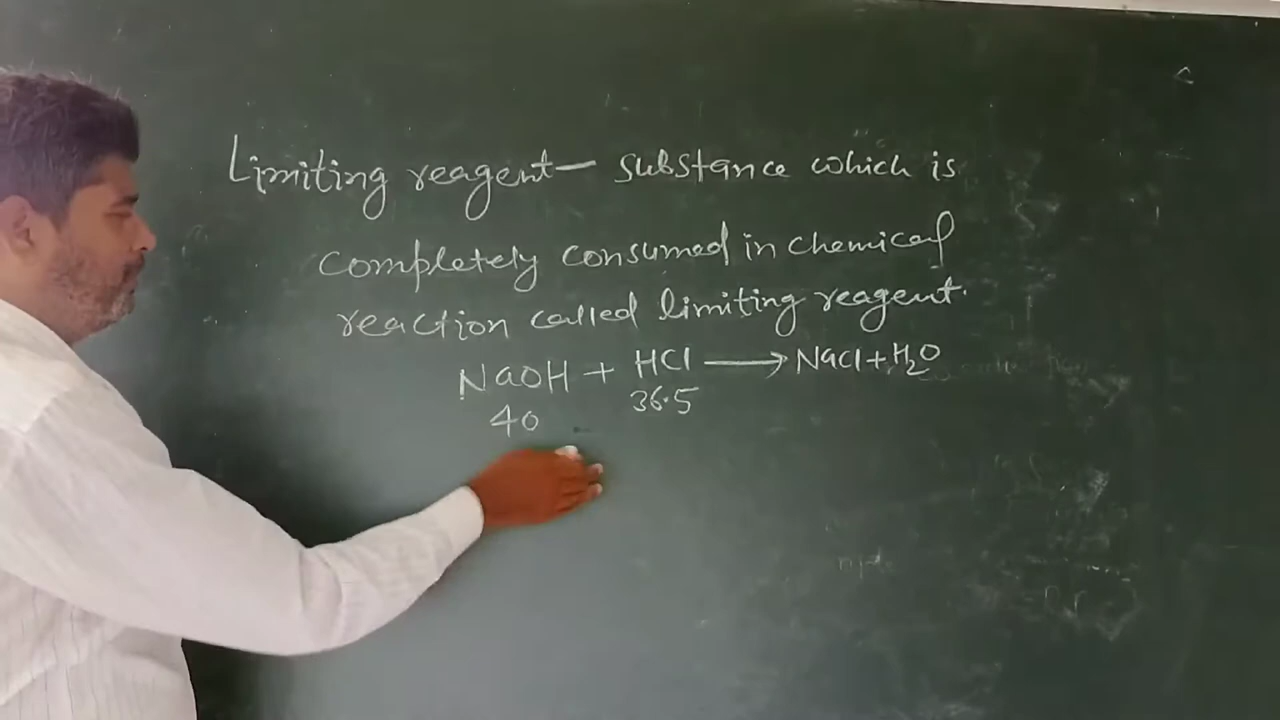 Limiting reagent— substance which is
completely consumed in chemical
reaction called limiting reagent.
NaOH + HCl ⟶ NaCl + H₂O
40 36.5